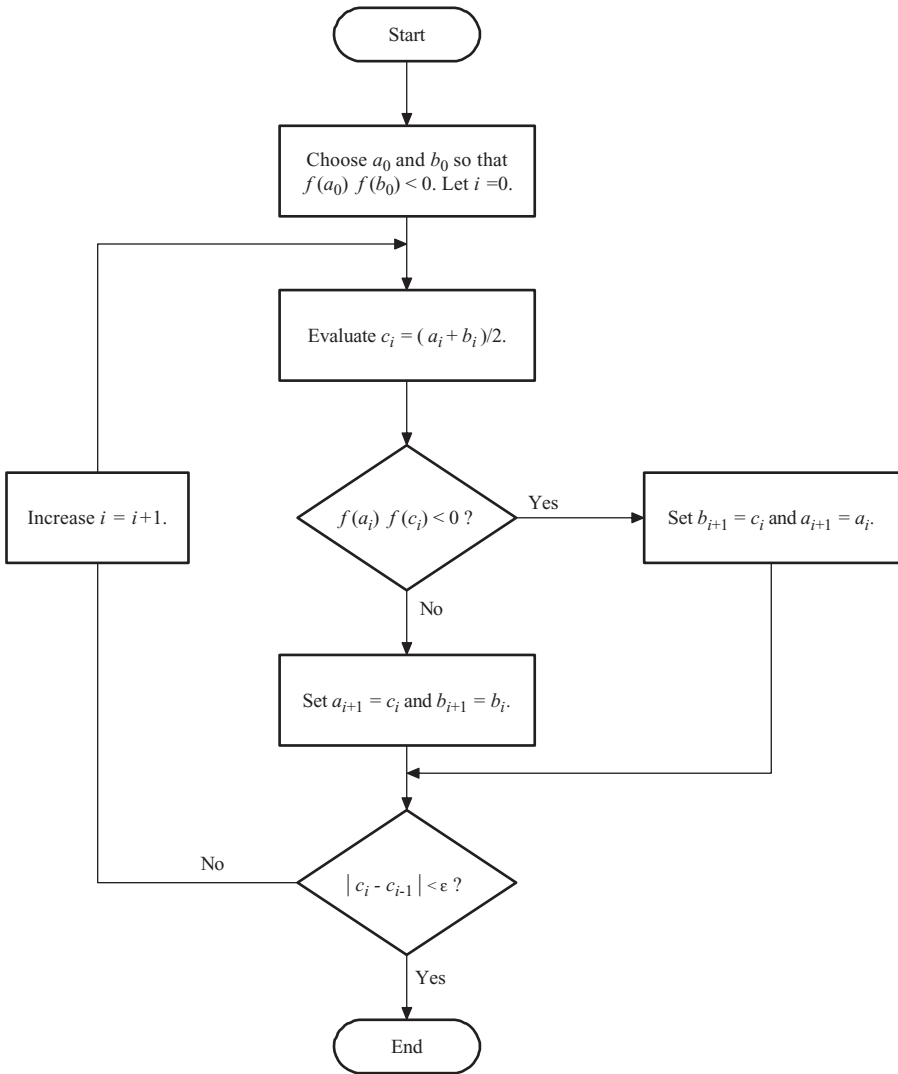 Start
Choose a0 and b0 so that
f (a0) f (b0) < 0. Let i =0.
Evaluate ci = ( ai + bi )/2.
Increase i = i+1.
f (ai) f (ci) < 0 ?
Yes
Set bi+1 = ci and ai+1 = ai.
No
Set ai+1 = ci and bi+1 = bi.
No
| ci - ci-1 | < ε ?
Yes
End